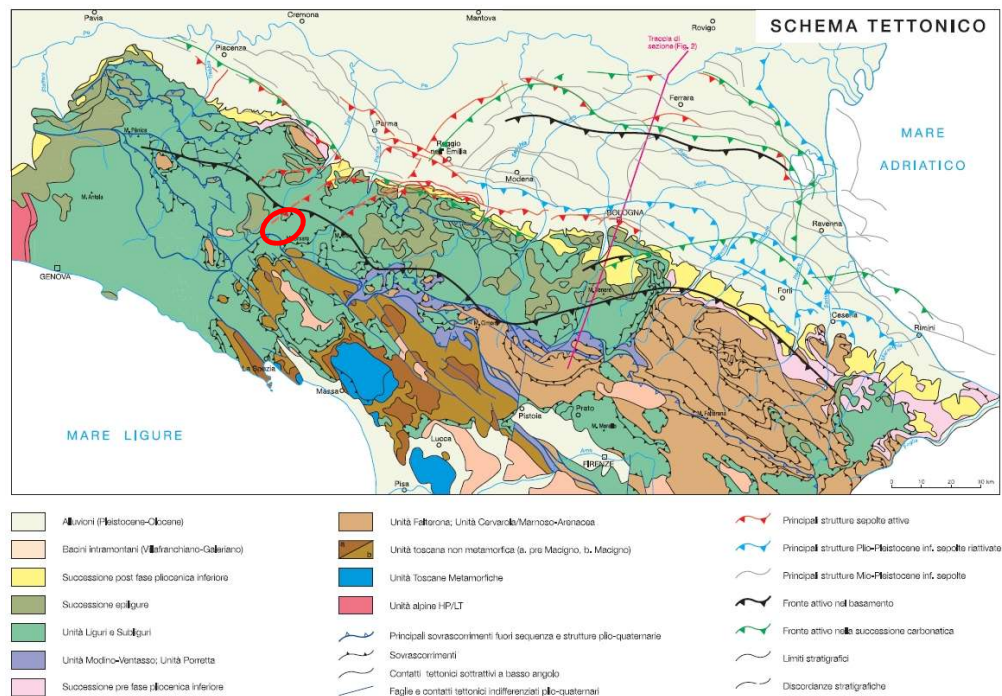 SCHEMA TETTONICO
Pavia
Cremona
Mantova
Rovigo
Piacenza
Traccia di
sezione (Fig. 2)
Ferrara
Parma
Reggio
nell' Emilia
Modena
MARE
ADRIATICO
BOLOGNA
Ravenna
GENOVA
Forlì
Cesena
Rimini
La Spezia
Massa
Pistoia
Prato
MARE LIGURE
Lucca
FIRENZE
Pisa
0 10 20 30 km
Alluvioni (Pleistocene-Olocene)
Bacini intramontani (Villafranchiano-Galeriano)
Successione post fase pliocenica inferiore
Successione epiligure
Unità Liguri e Subliguri
Unità Modino-Ventasso; Unità Porretta
Successione pre fase pliocenica inferiore
Unità Falterona; Unità Cervarola/Marnoso-Arenacea
a
b
Unità toscana non metamorfica (a. pre Macigno, b. Macigno)
Unità Toscane Metamorfiche
Unità alpine HP/LT
Principali sovrascorrimenti fuori sequenza e strutture plio-quaternarie
Sovrascorrimenti
Contatti tettonici sottrattivi a basso angolo
Faglie e contatti tettonici indifferenziati plio-quaternari
Principali strutture sepolte attive
Principali strutture Plio-Pleistocene inf. sepolte riattivate
Principali strutture Mio-Pleistocene inf. sepolte
Fronte attivo nel basamento
Fronte attivo nella successione carbonatica
Limiti stratigrafici
Discordanze stratigrafiche